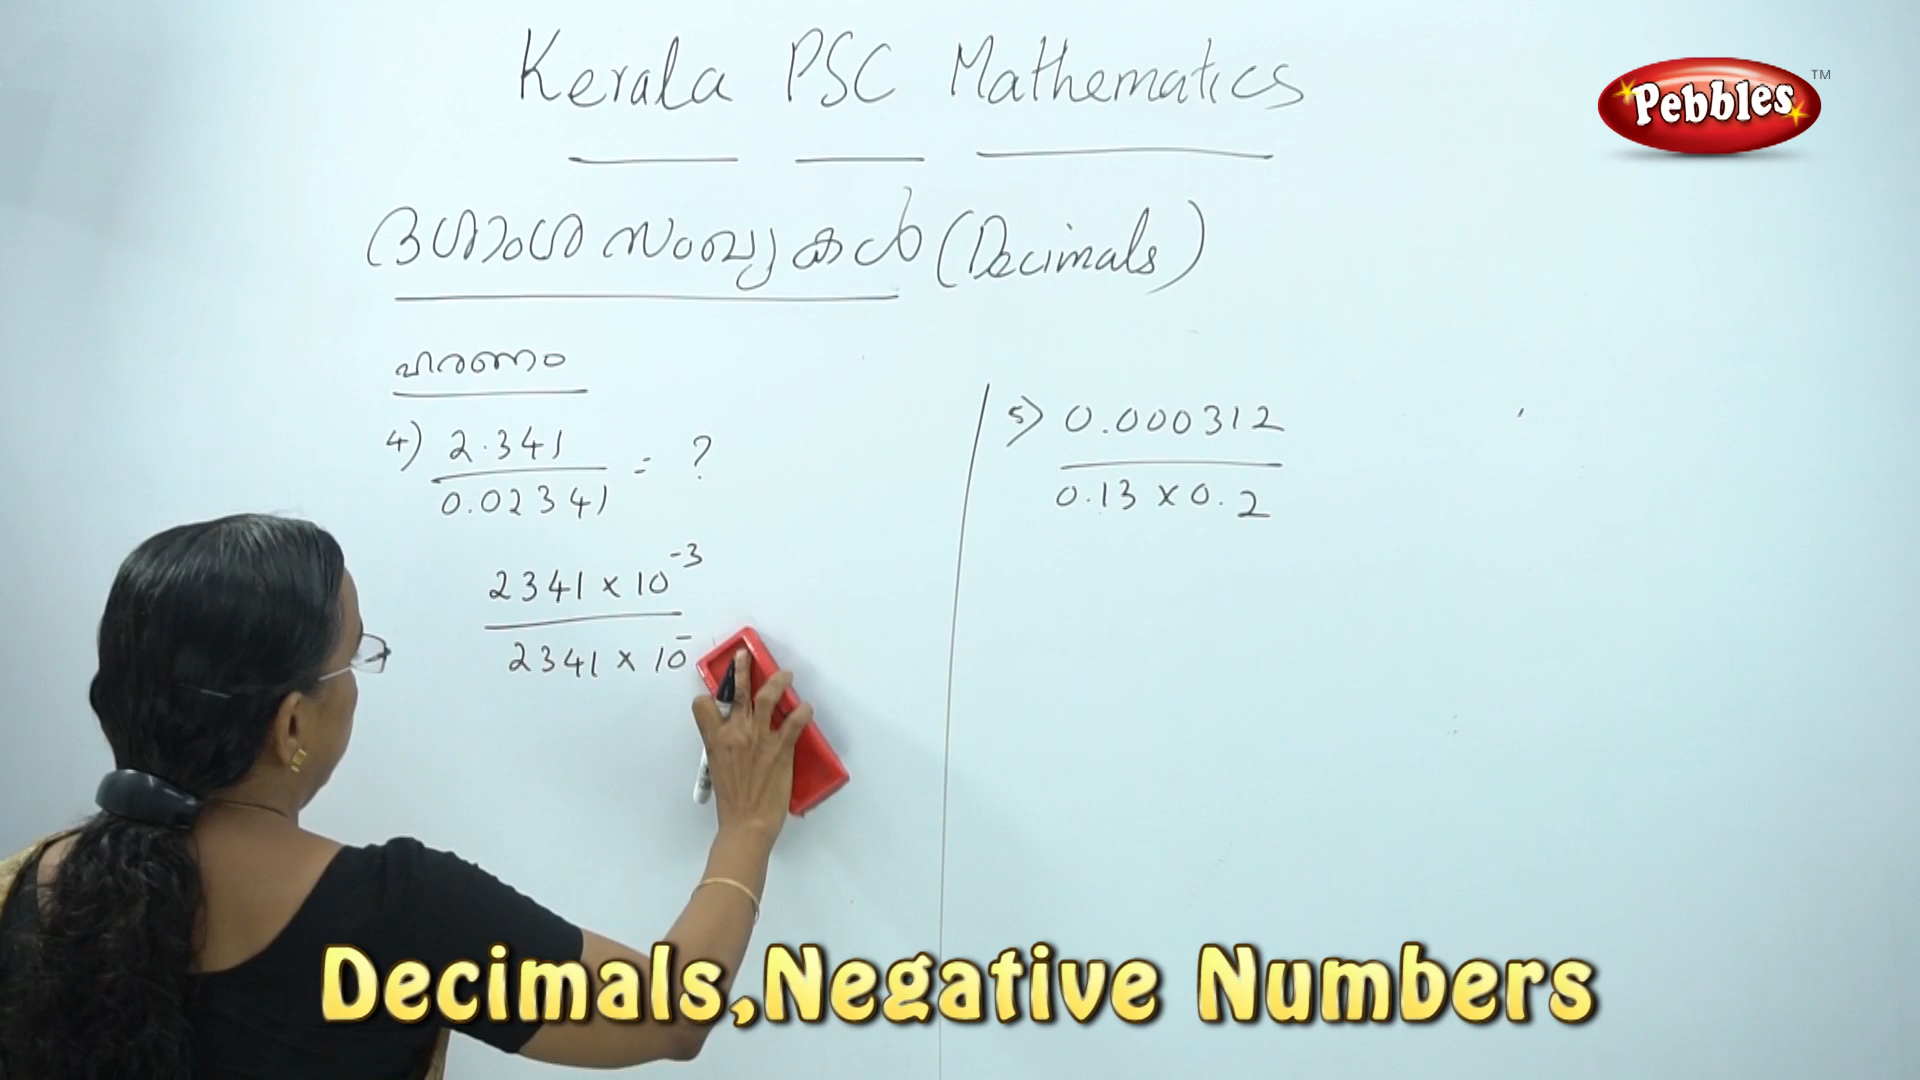 Kerala PSC Mathematics
Pebbles TM
ദശാംശ സംഖ്യകൾ (Decimals)
ഹരണം
4) 2.341
0.02341
= ?
2341 x 10 -3
2341 x 10 -
5) 0.000312
0.13 x 0.2
Decimals,Negative Numbers